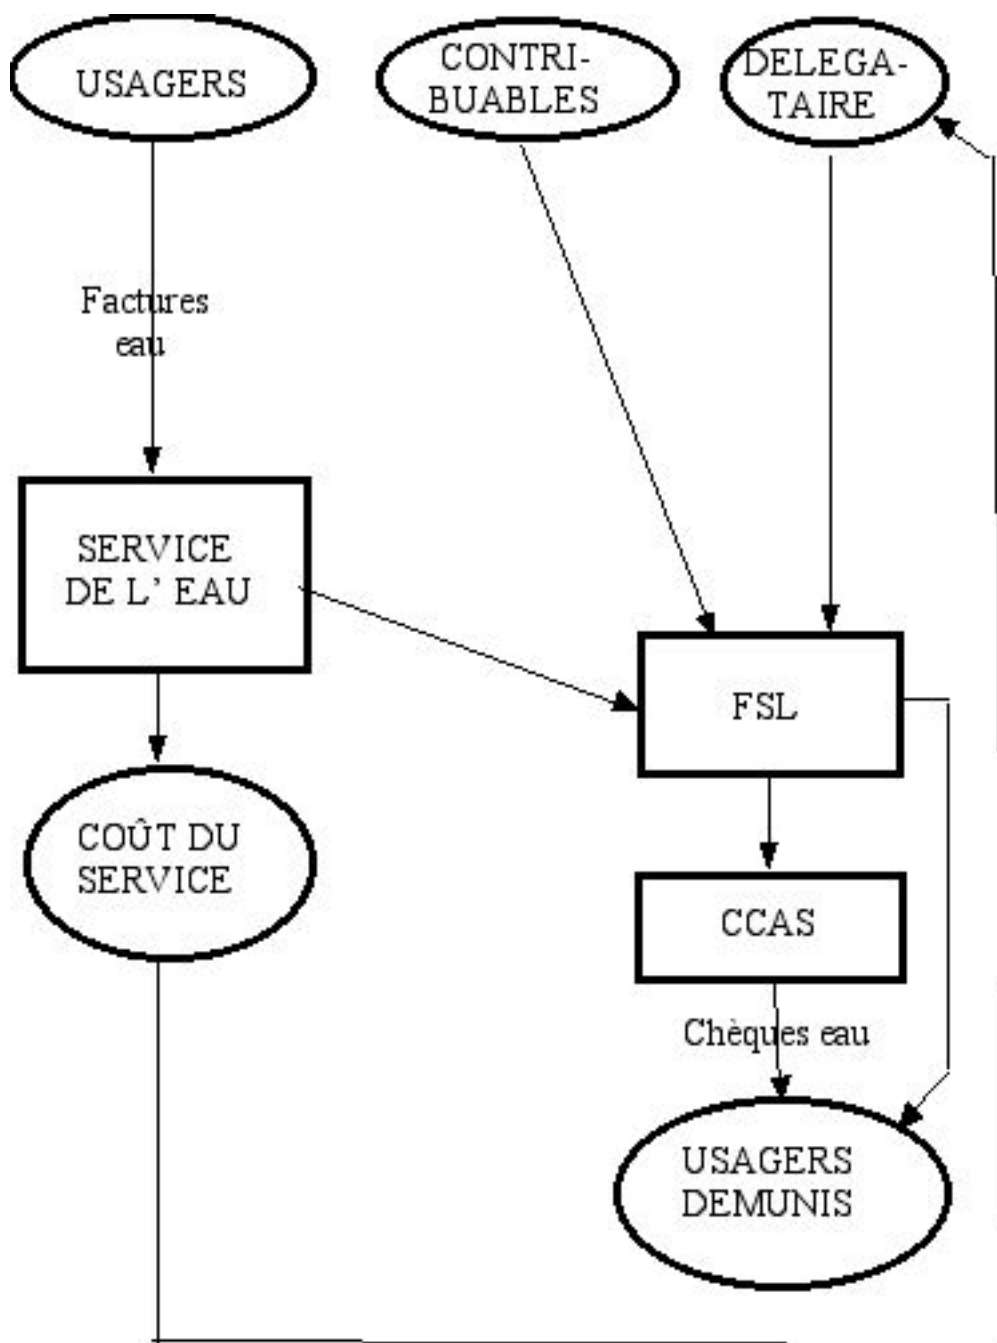 USAGERS
CONTRI-
BUABLES
DELEGA-
TAIRE
Factures
eau
SERVICE
DE L' EAU
FSL
COÛT DU
SERVICE
CCAS
Chèques eau
USAGERS
DEMUNIS